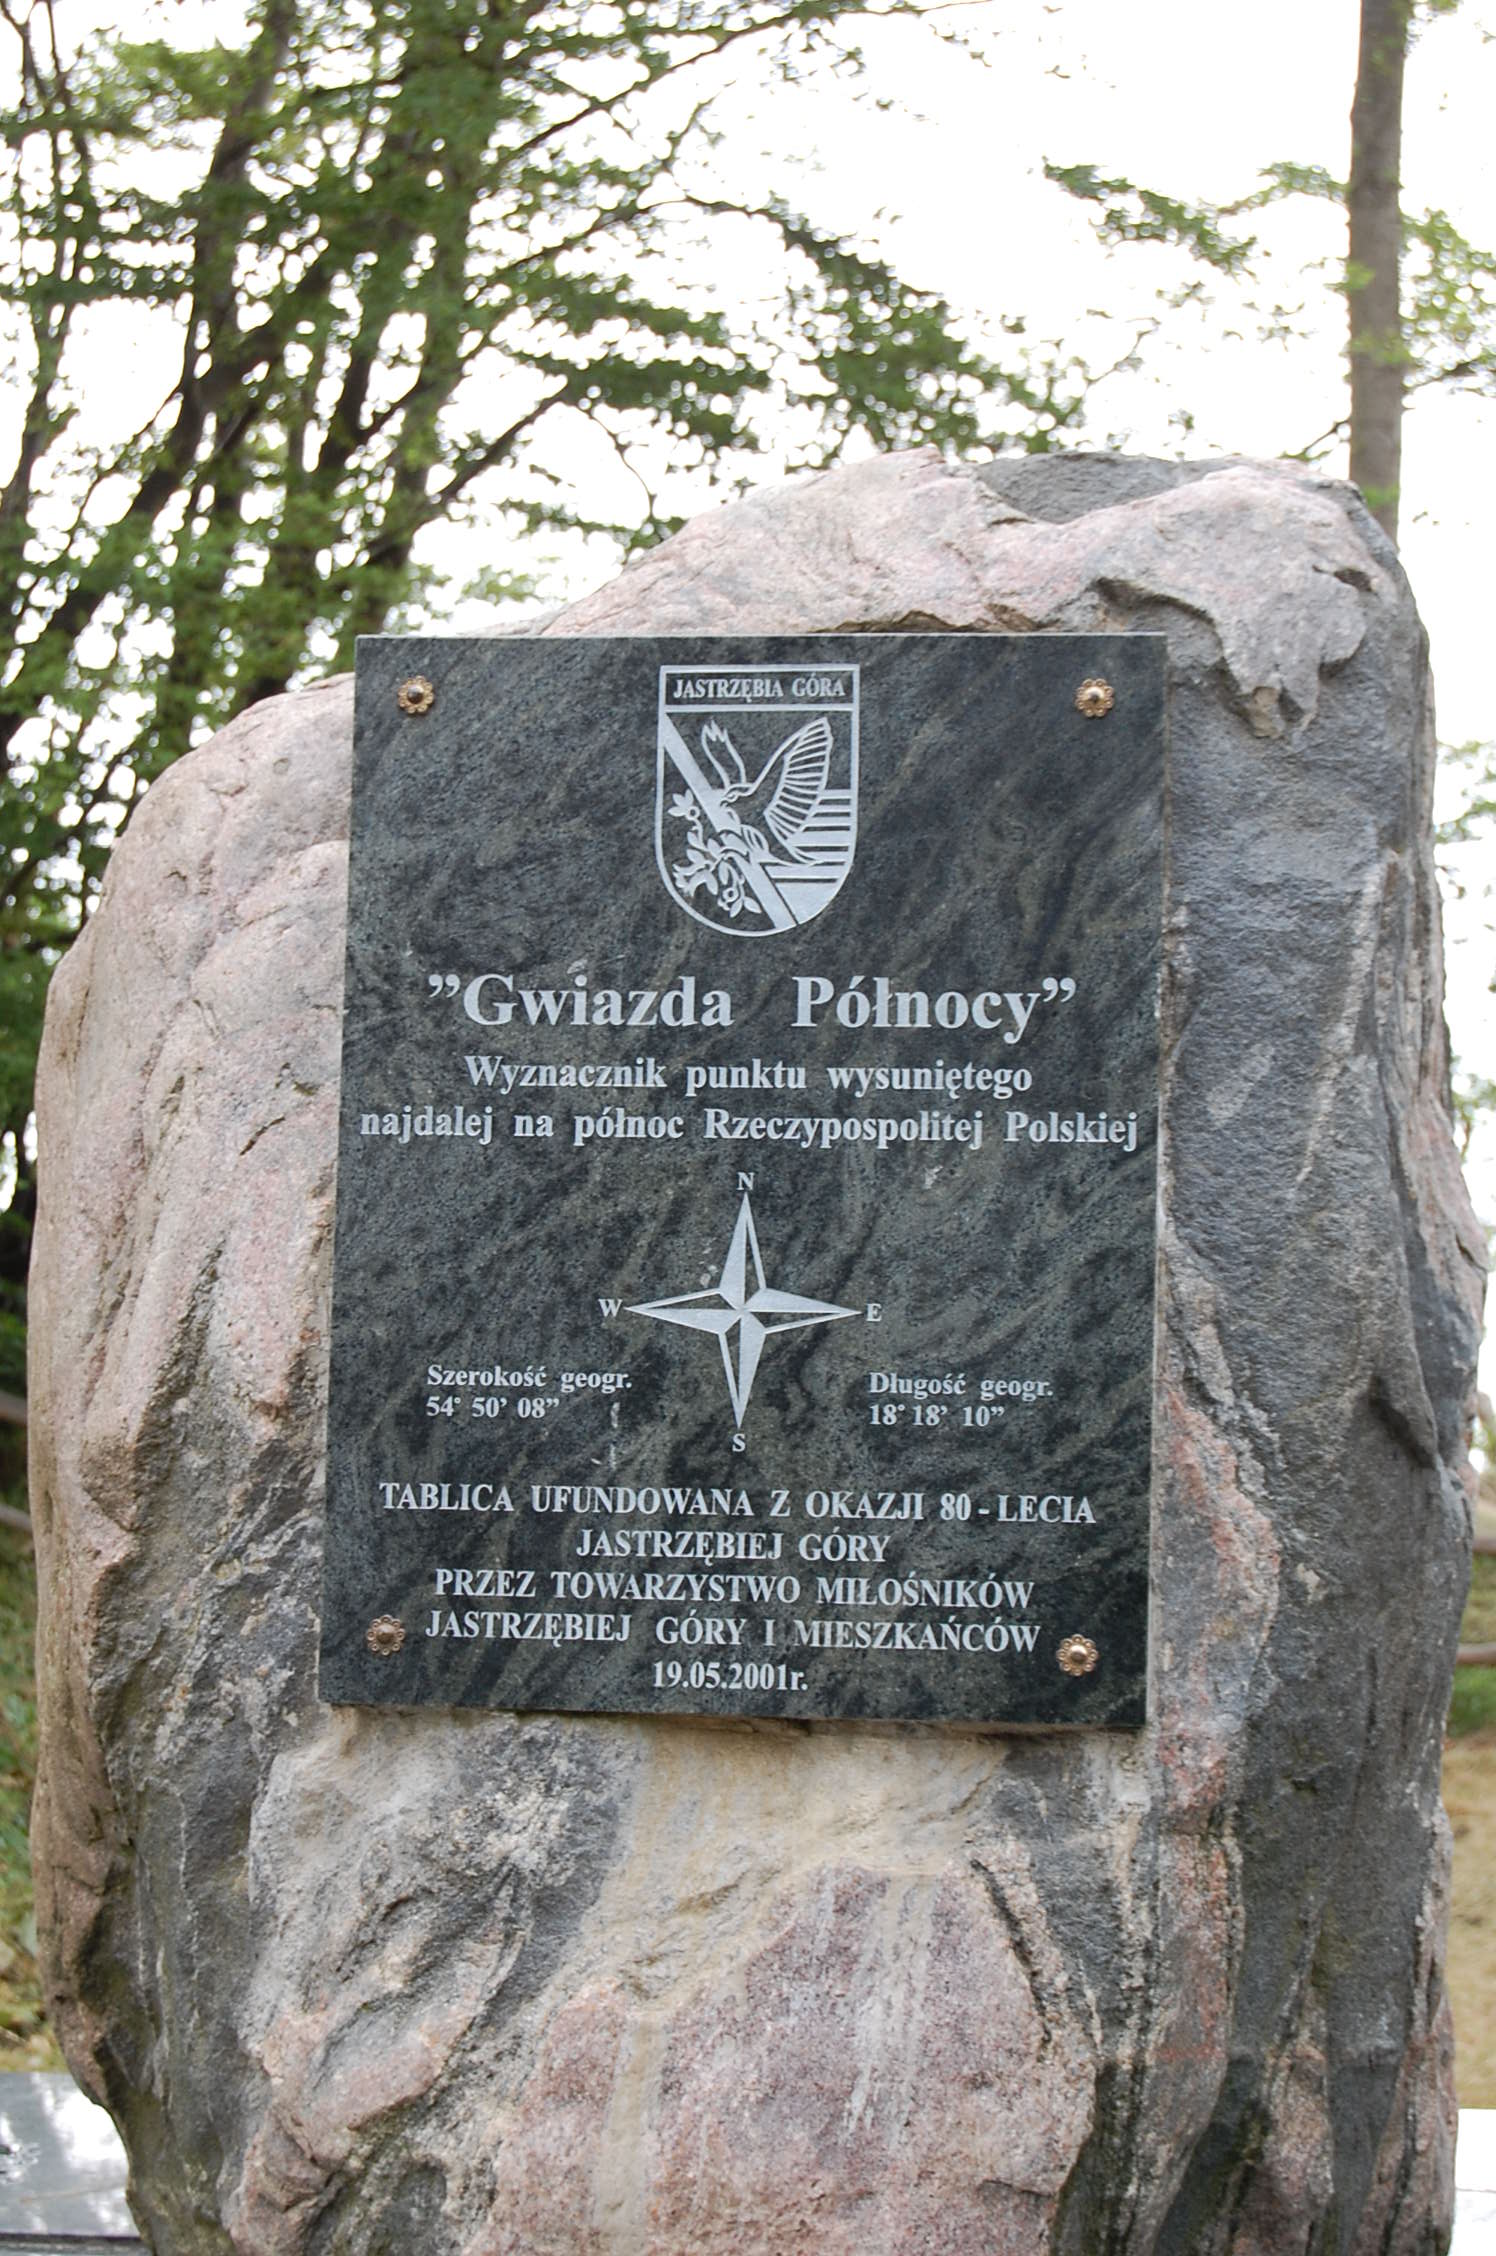 JASTRZĘBIA GÓRA
”Gwiazda Północy”
Wyznacznik punktu wysuniętego
najdalej na północ Rzeczypospolitej Polskiej
N
W E
Szerokość geogr. Długość geogr.
54° 50’ 08” 18° 18’ 10”
S
TABLICA UFUNDOWANA Z OKAZJI 80 - LECIA
JASTRZĘBIEJ GÓRY
PRZEZ TOWARZYSTWO MIŁOŚNIKÓW
JASTRZĘBIEJ GÓRY I MIESZKAŃCÓW
19.05.2001r.